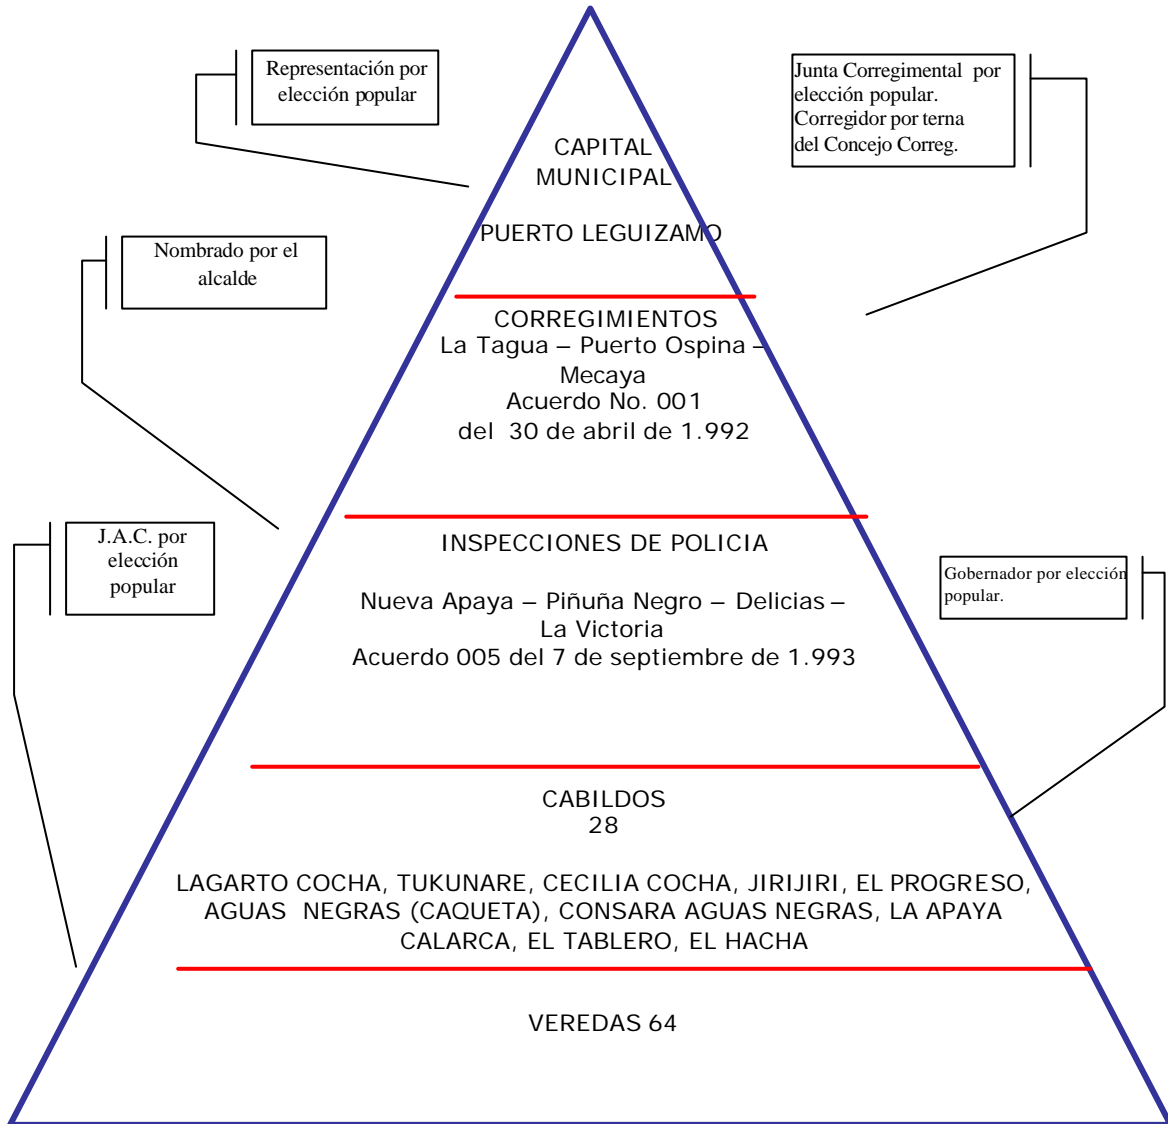 Representación por
elección popular
Junta Corregimental por
elección popular.
Corregidor por terna
del Concejo Correg.
CAPITAL
MUNICIPAL
PUERTO LEGUIZAMO
Nombrado por el
alcalde
CORREGIMIENTOS
La Tagua – Puerto Ospina –
Mecaya
Acuerdo No. 001
del 30 de abril de 1.992
J.A.C. por
elección
popular
INSPECCIONES DE POLICIA
Nueva Apaya – Piñuña Negro – Delicias –
La Victoria
Acuerdo 005 del 7 de septiembre de 1.993
Gobernador por elección
popular.
CABILDOS
28
LAGARTO COCHA, TUKUNARE, CECILIA COCHA, JIRIJIRI, EL PROGRESO,
AGUAS NEGRAS (CAQUETA), CONSARA AGUAS NEGRAS, LA APAYA
CALARCA, EL TABLERO, EL HACHA
VEREDAS 64